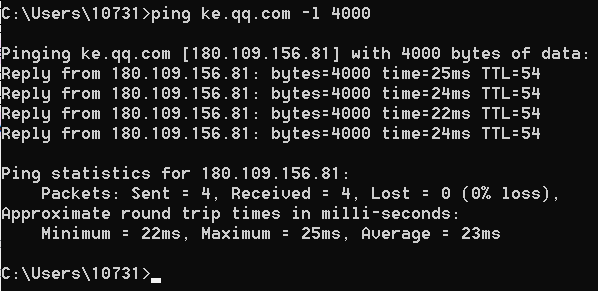 C:\Users\10731>ping ke.qq.com -l 4000
Pinging ke.qq.com [180.109.156.81] with 4000 bytes of data:
Reply from 180.109.156.81: bytes=4000 time=25ms TTL=54
Reply from 180.109.156.81: bytes=4000 time=24ms TTL=54
Reply from 180.109.156.81: bytes=4000 time=22ms TTL=54
Reply from 180.109.156.81: bytes=4000 time=24ms TTL=54
Ping statistics for 180.109.156.81:
    Packets: Sent = 4, Received = 4, Lost = 0 (0% loss),
Approximate round trip times in milli-seconds:
    Minimum = 22ms, Maximum = 25ms, Average = 23ms
C:\Users\10731>